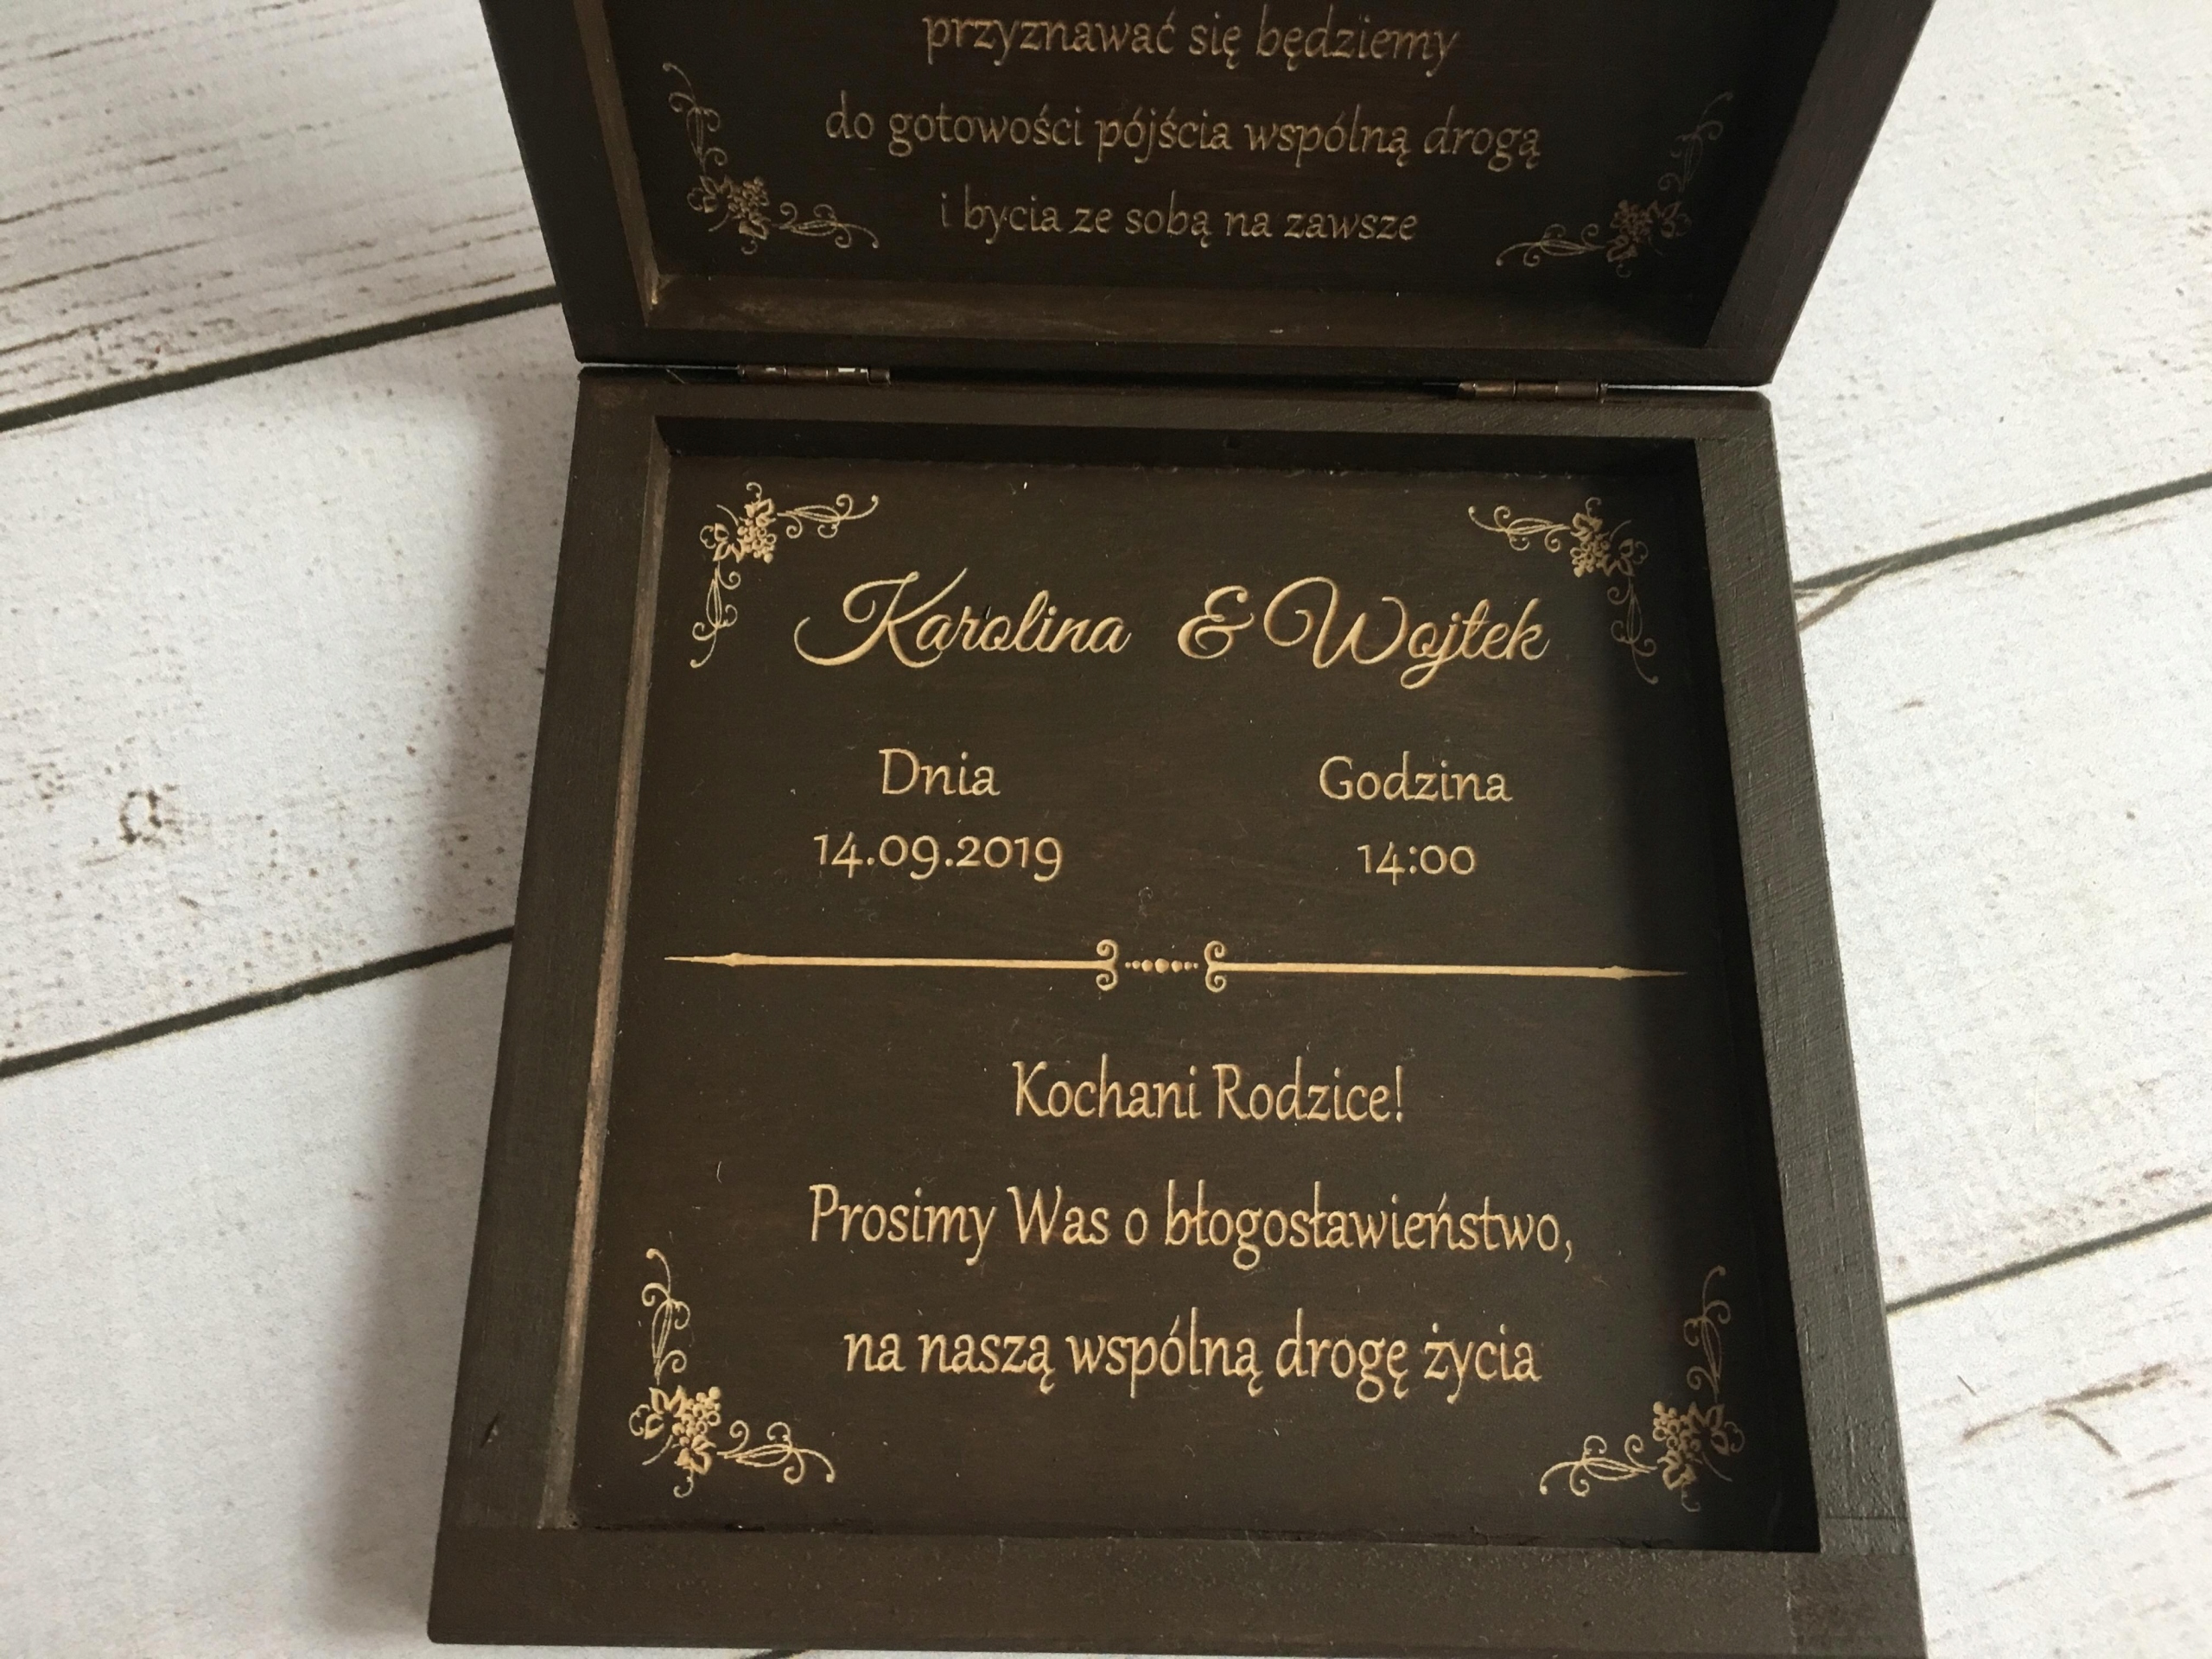 przyznawać się będziemy
do gotowości pójścia wspólną drogą
i bycia ze sobą na zawsze
Karolina & Wojtek
Dnia Godzina
14.09.2019 14:00
Kochani Rodzice!
Prosimy Was o błogosławieństwo,
na naszą wspólną drogę życia